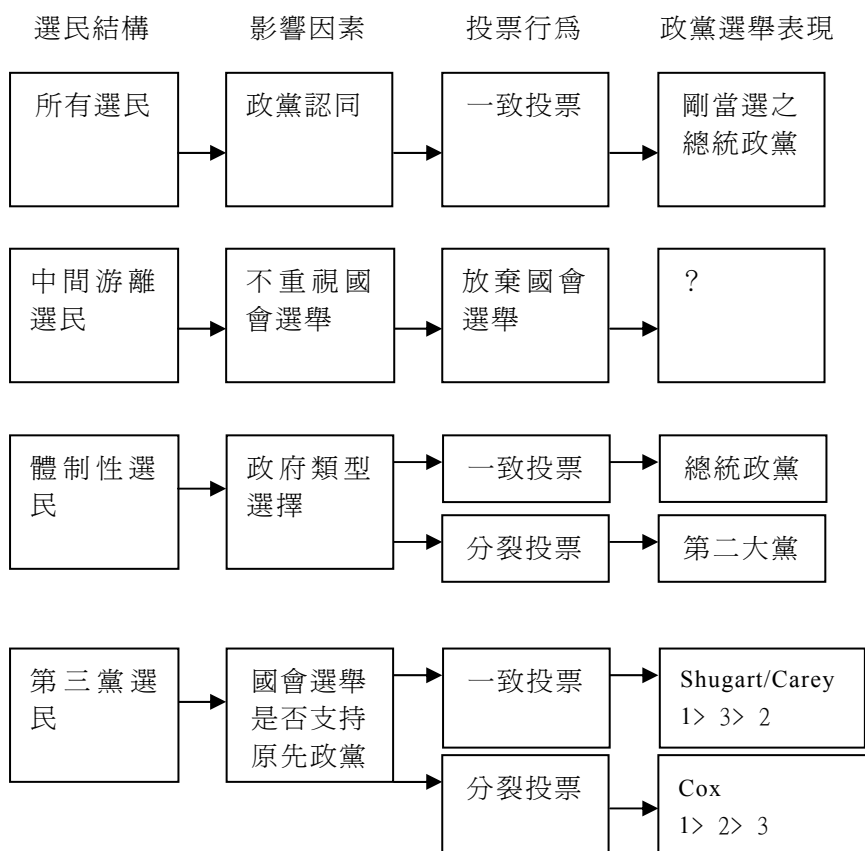 選民結構 影響因素 投票行爲 政黨選舉表現
所有選民
政黨認同
一致投票
剛當選之
總統政黨
中間游離
選民
不重視國
會選舉
放棄國會
選舉
?
體制性選
民
政府類型
選擇
一致投票
總統政黨
分裂投票
第二大黨
第三黨選
民
國會選舉
是否支持
原先政黨
一致投票
Shugart/Carey
1> 3> 2
分裂投票
Cox
1> 2> 3